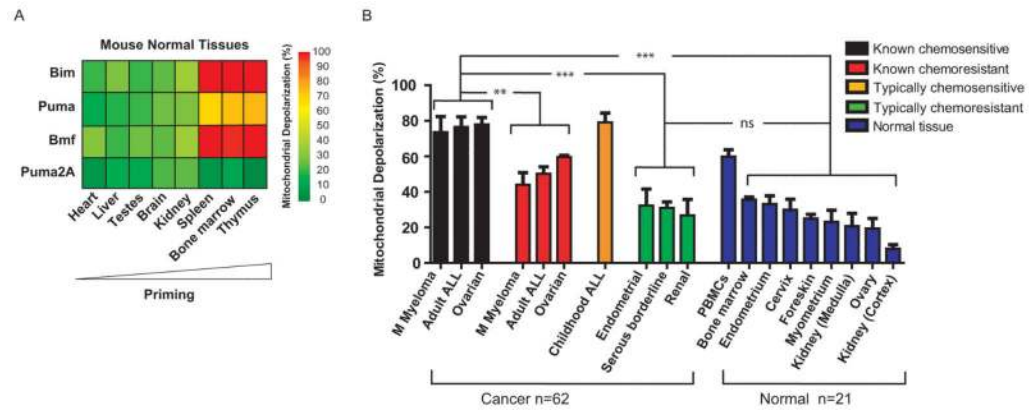 A
Mouse Normal Tissues
Bim
Puma
Bmf
Puma2A
Heart
Liver
Testes
Brain
Kidney
Spleen
Bone marrow
Thymus
Priming
100
90
80
70
60
50
40
30
20
10
0
Mitochondrial Depolarization (%)
B
Mitochondrial Depolarization (%)
100
80
60
40
20
0
**
***
***
ns
Known chemosensitive
Known chemoresistant
Typically chemosensitive
Typically chemoresistant
Normal tissue
M Myeloma
Adult ALL
Ovarian
M Myeloma
Adult ALL
Ovarian
Childhood ALL
Endometrial
Serous borderline
Renal
PBMCs
Bone marrow
Endometrium
Cervix
Foreskin
Myometrium
Kidney (Medulla)
Ovary
Kidney (Cortex)
Cancer n=62
Normal n=21